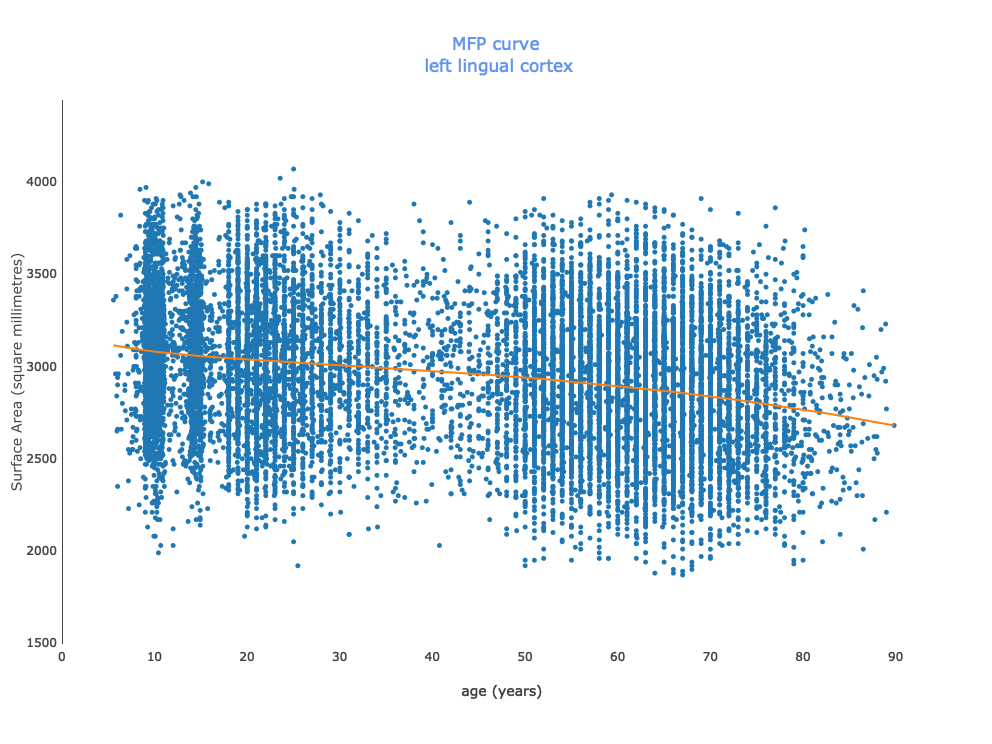 MFP curve
left lingual cortex
Surface Area (square millimetres)
4000
3500
3000
2500
2000
1500
0 10 20 30 40 50 60 70 80 90
age (years)